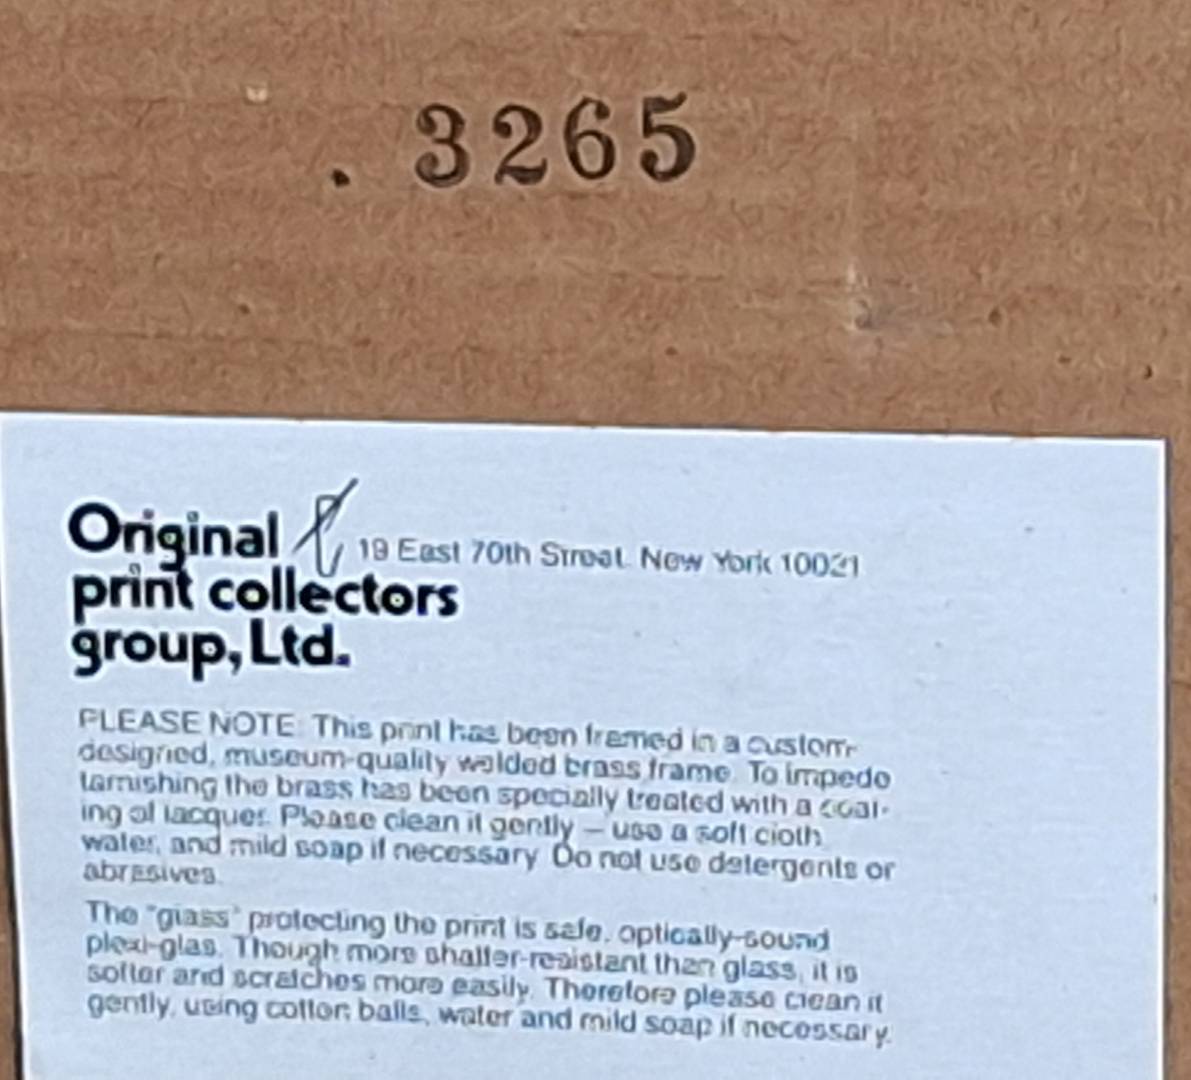 . 3265
Original 19 East 70th Street, New York 10021
print collectors
group, Ltd.
PLEASE NOTE: This print has been framed in a custom-
designed, museum-quality welded brass frame. To impede
tarnishing the brass has been specially treated with a coat-
ing of lacquer. Please clean it gently – use a soft cloth,
water, and mild soap if necessary. Do not use detergents or
abrasives.
The "glass" protecting the print is safe, optically-sound
plexi-glas. Though more shatter-resistant than glass, it is
softer and scratches more easily. Therefore please clean it
gently, using cotton balls, water and mild soap if necessary.